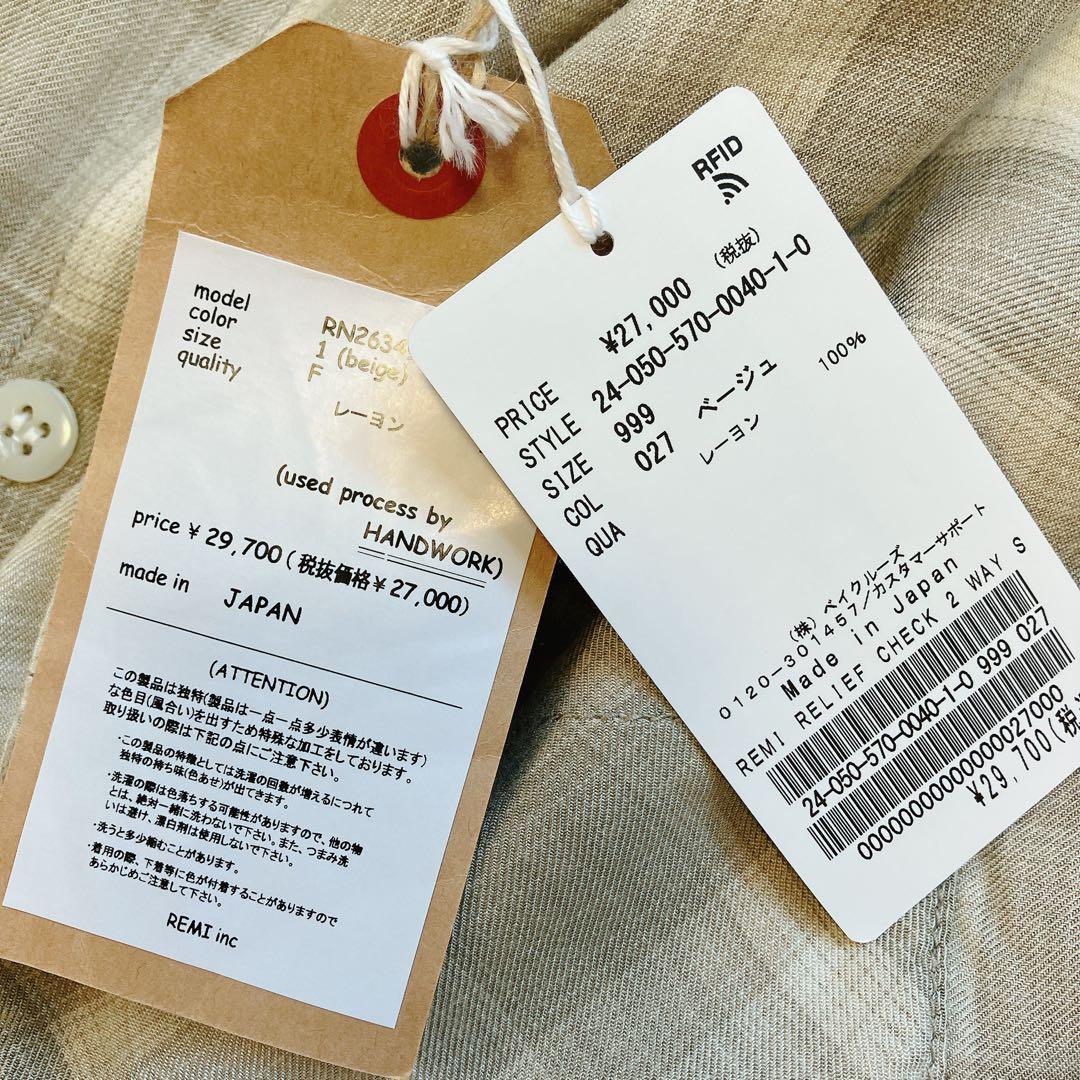 model RN2634
color 1 (beige)
size F
quality レーヨン
(used process by
HANDWORK)
price ¥ 29,700 ( 税抜価格 ¥ 27,000)
made in JAPAN
(ATTENTION)
この製品は独特(製品は一点一点多少表情が違います)
な色目(風合い)を出すため特殊な加工をしております。
取り扱いの際は下記の点にご注意下さい。
・この製品の特徴としては洗濯の回数が増えるにつれて
独特の持ち味(色あせ)が出てきます。
・洗濯の際は色落ちする可能性がありますので、他の物
とは、絶対一緒に洗わないで下さい。また、つまみ洗
いは避け、漂白剤は使用しないで下さい。
・洗うと多少縮むことがあります。
・着用の際、下着等に色が付着することがありますので
あらかじめご注意して下さい。
REMI inc
RFID
PRICE ¥27,000 (税抜)
STYLE 24-050-570-0040-1-0
SIZE 999
COL 027 ベージュ
QUA レーヨン 100%
(株) ベイクルーズ
0120-301457/カスタマーサポート
Made in Japan
REMI RELIEF CHECK 2 WAY S
24-050-570-0040-1-0 999 027
0000000000000027000
¥29,700(税